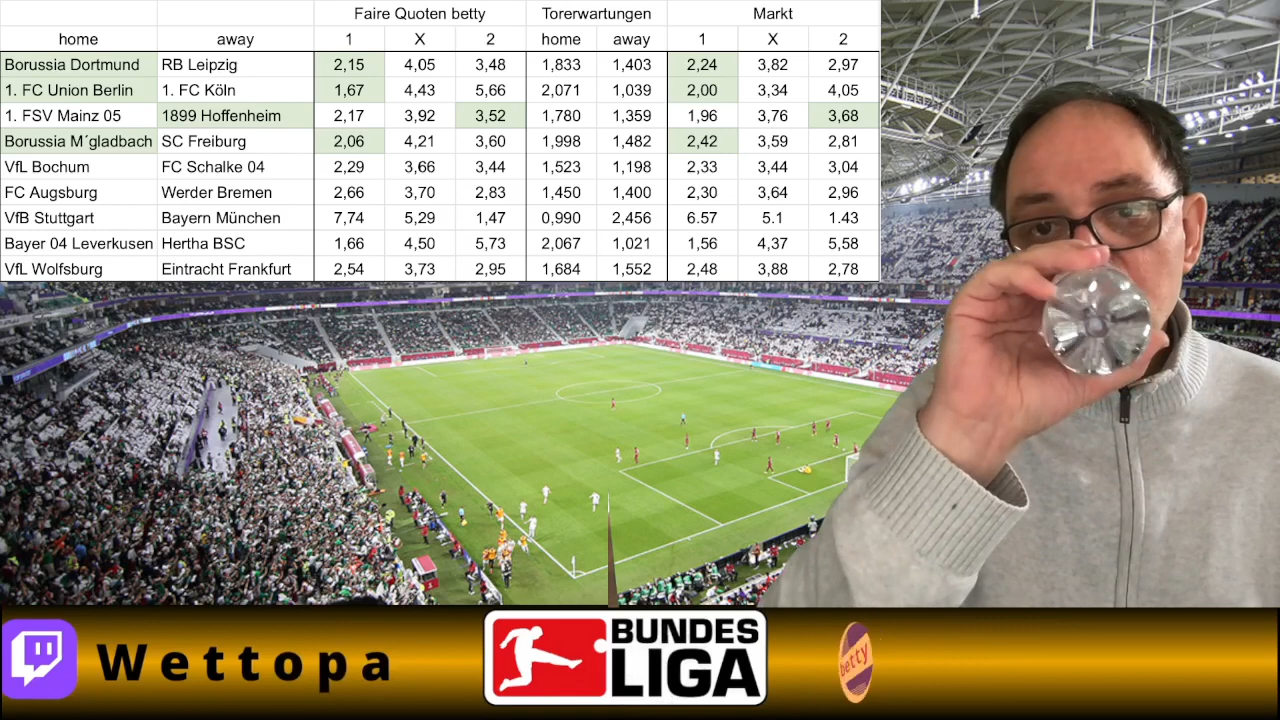 Faire Quoten betty Torerwartungen Markt
home away 1 X 2 home away 1 X 2
Borussia Dortmund RB Leipzig 2,15 4,05 3,48 1,833 1,403 2,24 3,82 2,97
1. FC Union Berlin 1. FC Köln 1,67 4,43 5,66 2,071 1,039 2,00 3,34 4,05
1. FSV Mainz 05 1899 Hoffenheim 2,17 3,92 3,52 1,780 1,359 1,96 3,76 3,68
Borussia M´gladbach SC Freiburg 2,06 4,21 3,60 1,998 1,482 2,42 3,59 2,81
VfL Bochum FC Schalke 04 2,29 3,66 3,44 1,523 1,198 2,33 3,44 3,04
FC Augsburg Werder Bremen 2,66 3,70 2,83 1,450 1,400 2,30 3,64 2,96
VfB Stuttgart Bayern München 7,74 5,29 1,47 0,990 2,456 6.57 5.1 1.43
Bayer 04 Leverkusen Hertha BSC 1,66 4,50 5,73 2,067 1,021 1,56 4,37 5,58
VfL Wolfsburg Eintracht Frankfurt 2,54 3,73 2,95 1,684 1,552 2,48 3,88 2,78
Wettopa
BUNDES
LIGA
betty